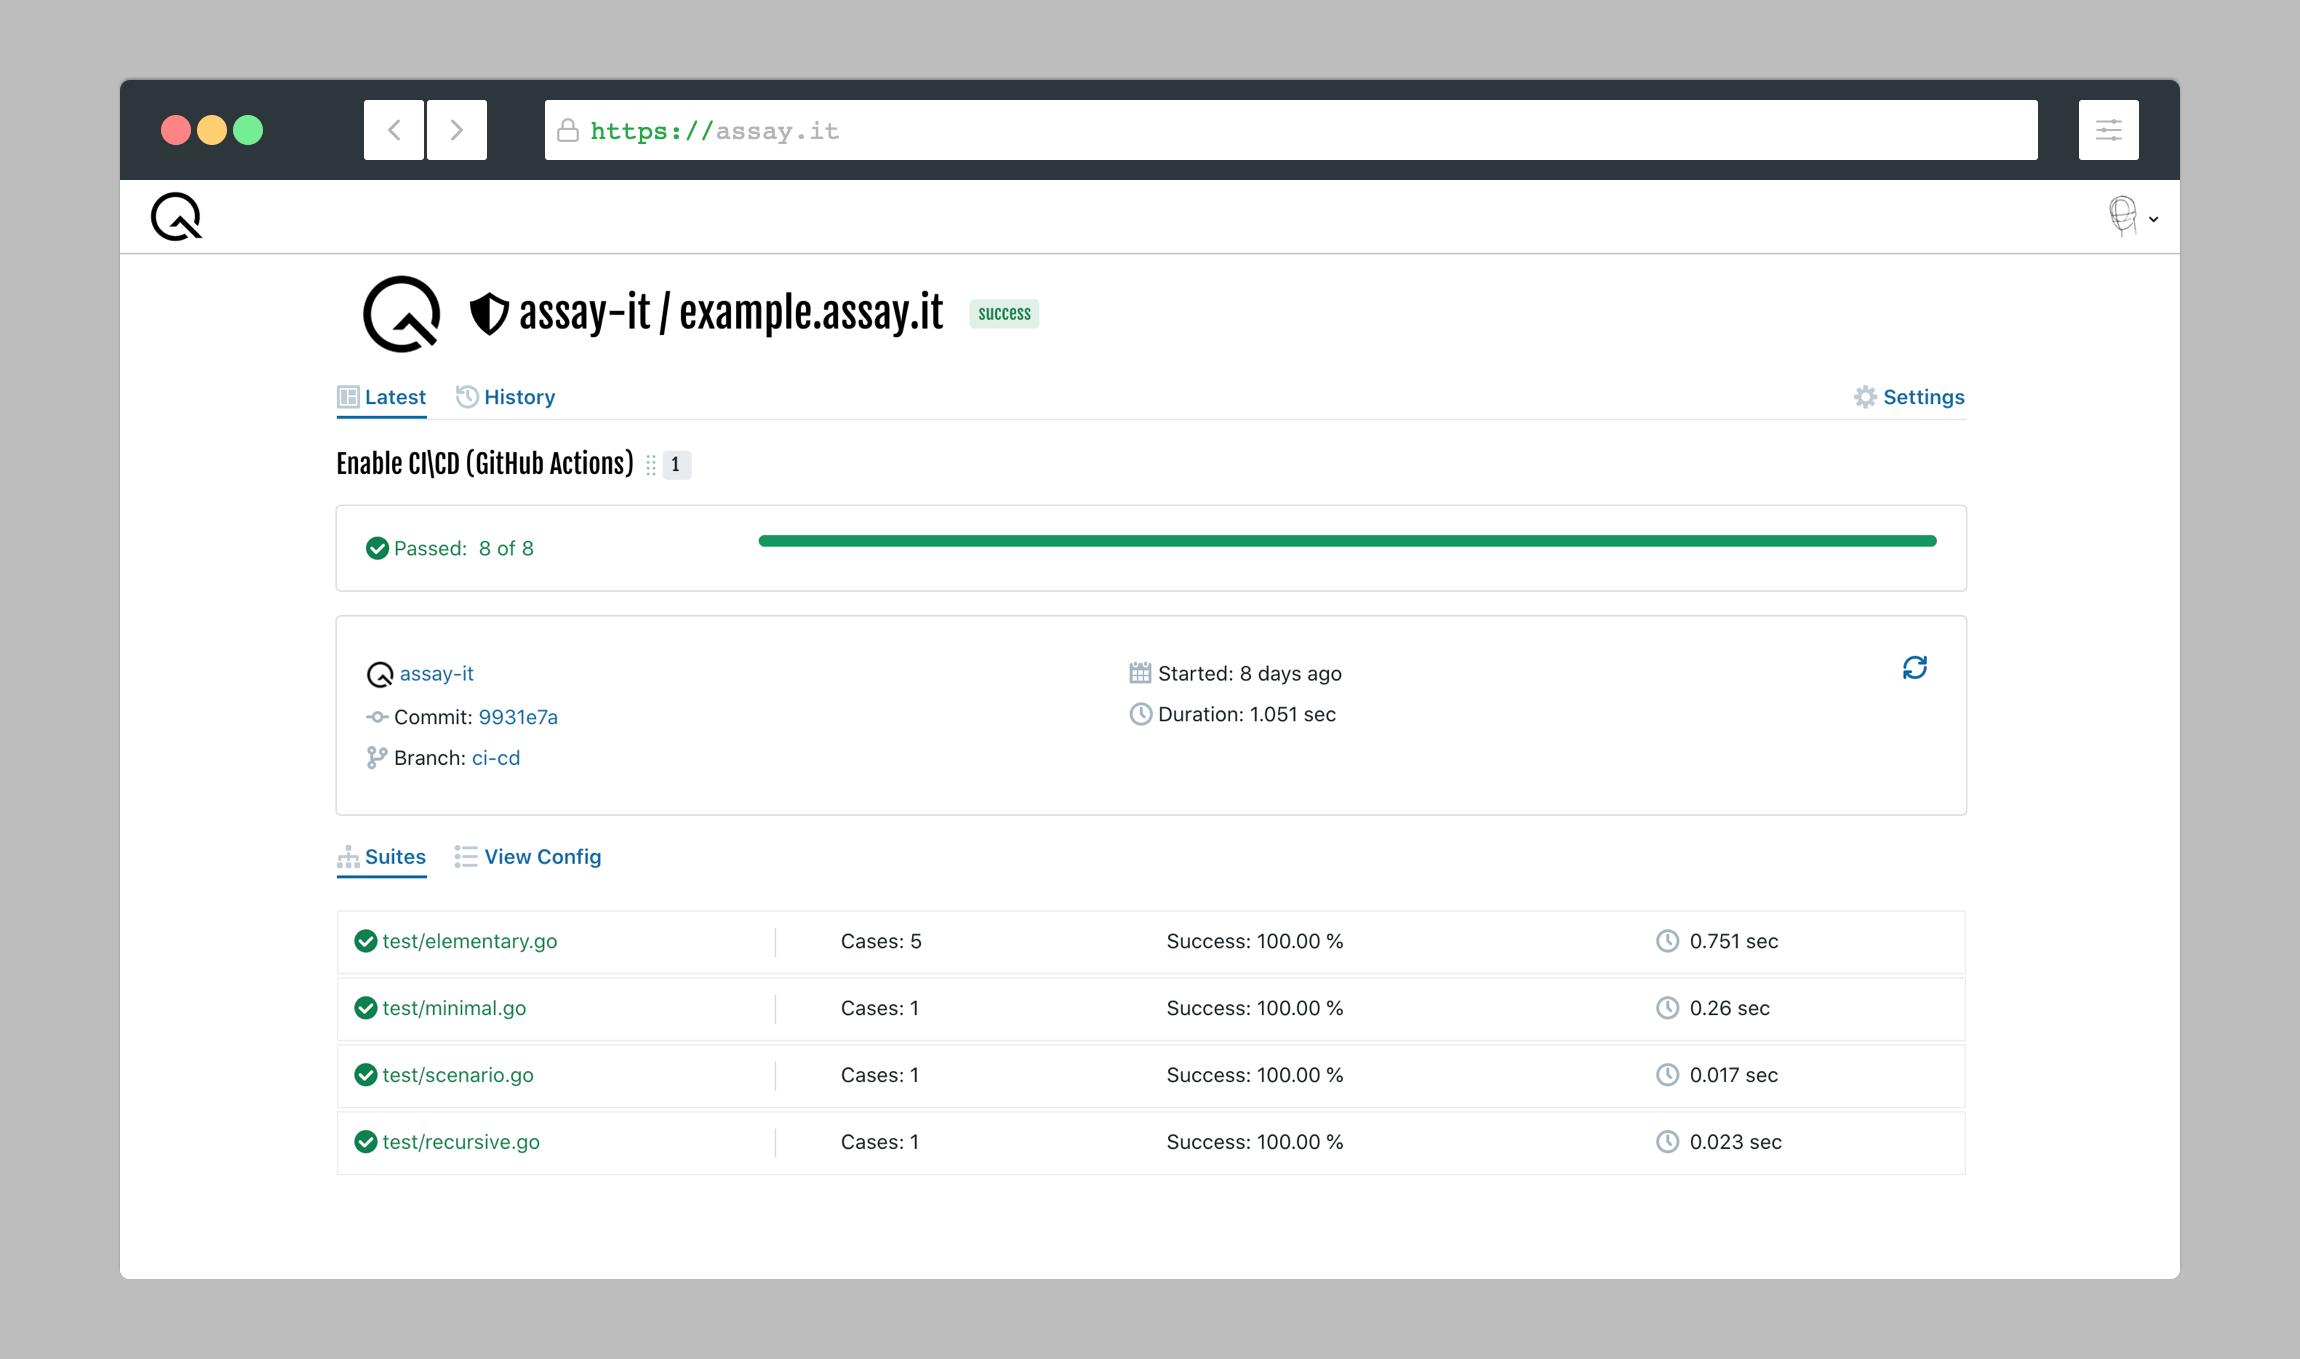 https://assay.it
assay-it / example.assay.it success
Latest History Settings
Enable CI\CD (GitHub Actions) 1
Passed: 8 of 8
assay-it Started: 8 days ago
Commit: 9931e7a Duration: 1.051 sec
Branch: ci-cd
Suites View Config
test/elementary.go Cases: 5 Success: 100.00 % 0.751 sec
test/minimal.go Cases: 1 Success: 100.00 % 0.26 sec
test/scenario.go Cases: 1 Success: 100.00 % 0.017 sec
test/recursive.go Cases: 1 Success: 100.00 % 0.023 sec